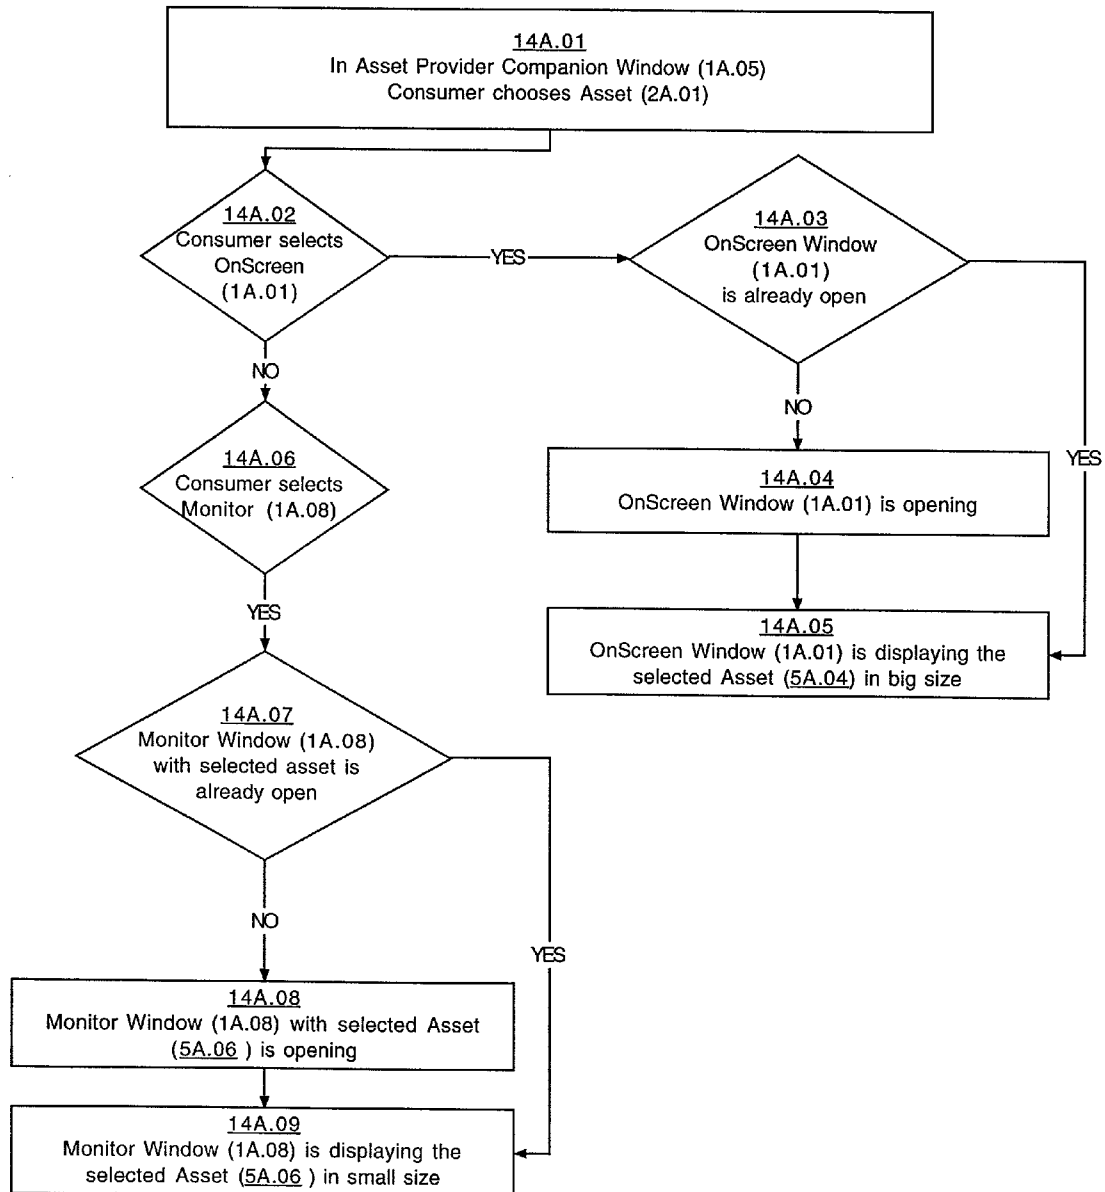 14A.01
In Asset Provider Companion Window (1A.05)
Consumer chooses Asset (2A.01)
14A.02
Consumer selects
OnScreen
(1A.01)
YES
14A.03
OnScreen Window
(1A.01)
is already open
NO
YES
14A.04
OnScreen Window (1A.01) is opening
14A.05
OnScreen Window (1A.01) is displaying the
selected Asset (5A.04) in big size
NO
14A.06
Consumer selects
Monitor (1A.08)
YES
14A.07
Monitor Window (1A.08)
with selected asset is
already open
NO
YES
14A.08
Monitor Window (1A.08) with selected Asset
(5A.06 ) is opening
14A.09
Monitor Window (1A.08) is displaying the
selected Asset (5A.06 ) in small size